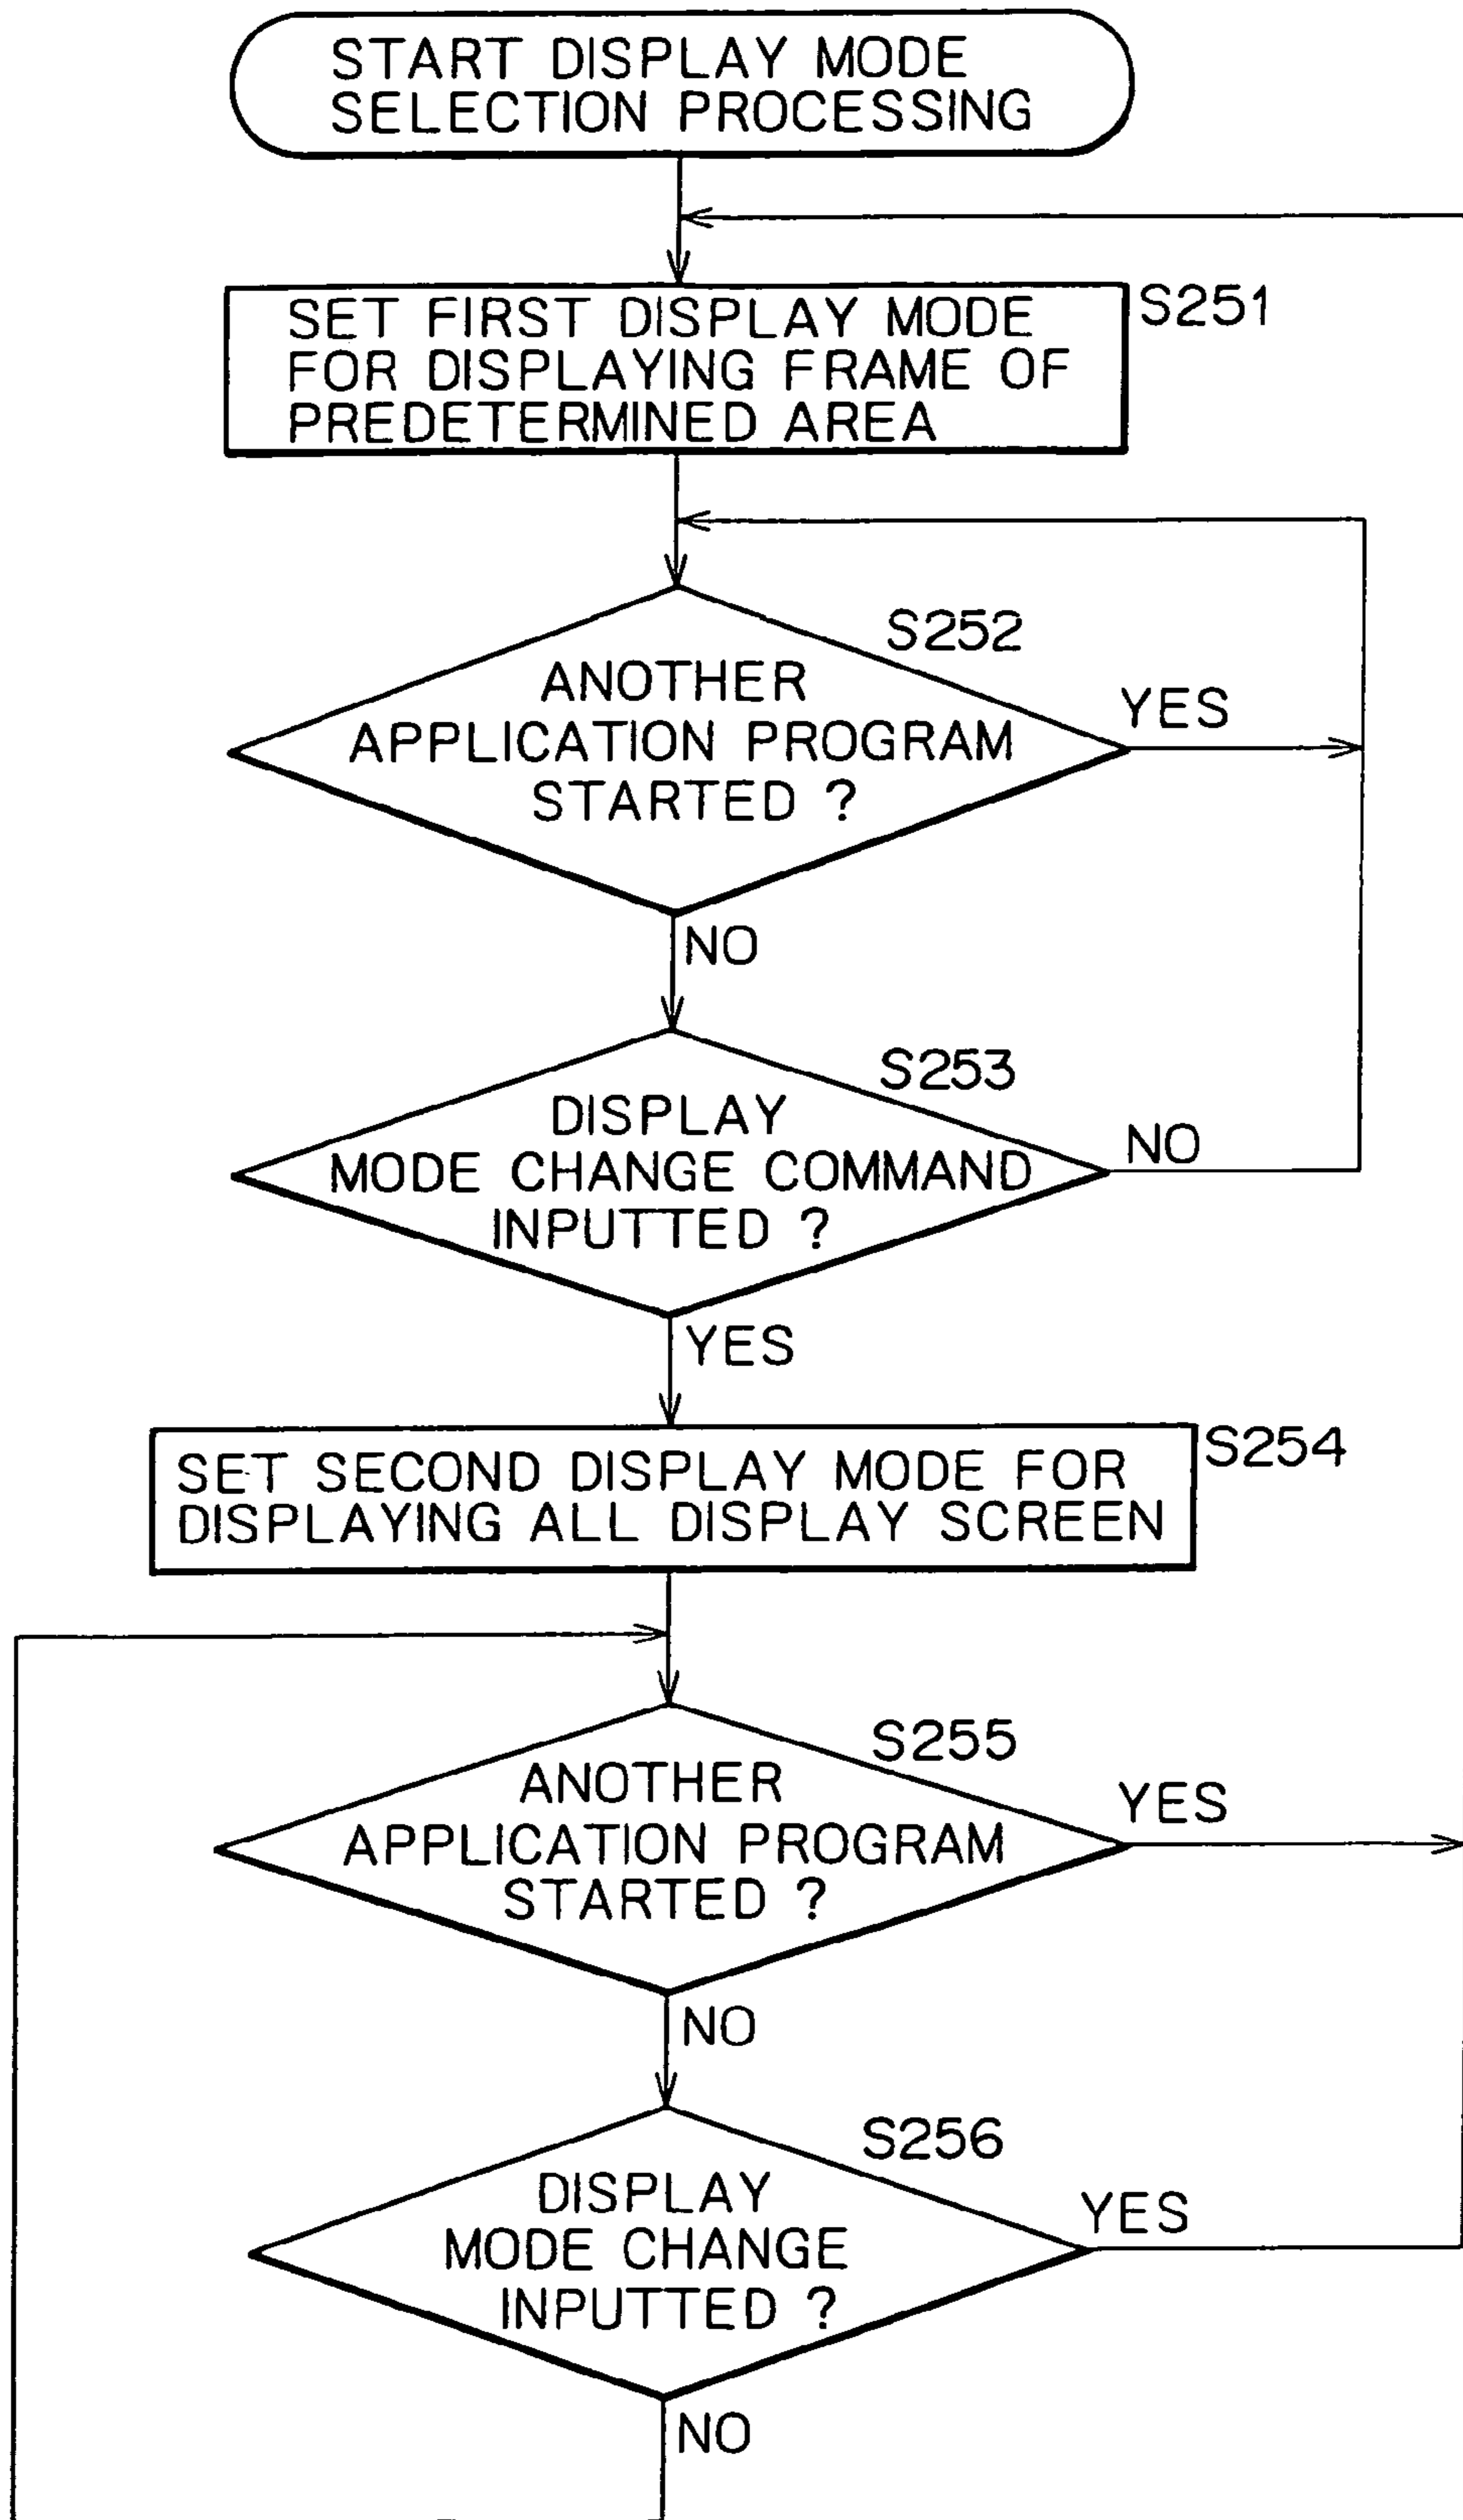 START DISPLAY MODE
SELECTION PROCESSING
SET FIRST DISPLAY MODE
FOR DISPLAYING FRAME OF
PREDETERMINED AREA
S251
S252
ANOTHER
APPLICATION PROGRAM
STARTED ?
YES
NO
S253
DISPLAY
MODE CHANGE COMMAND
INPUTTED ?
NO
YES
SET SECOND DISPLAY MODE FOR
DISPLAYING ALL DISPLAY SCREEN
S254
S255
ANOTHER
APPLICATION PROGRAM
STARTED ?
YES
NO
S256
DISPLAY
MODE CHANGE
INPUTTED ?
YES
NO